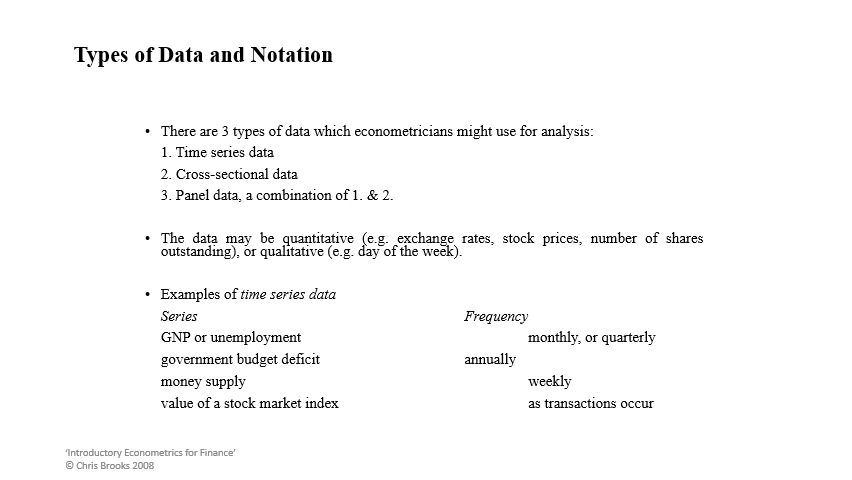 Types of Data and Notation
• There are 3 types of data which econometricians might use for analysis:
1. Time series data
2. Cross-sectional data
3. Panel data, a combination of 1. & 2.
• The data may be quantitative (e.g. exchange rates, stock prices, number of shares
outstanding), or qualitative (e.g. day of the week).
• Examples of time series data
Series Frequency
GNP or unemployment monthly, or quarterly
government budget deficit annually
money supply weekly
value of a stock market index as transactions occur
‘Introductory Econometrics for Finance’
© Chris Brooks 2008